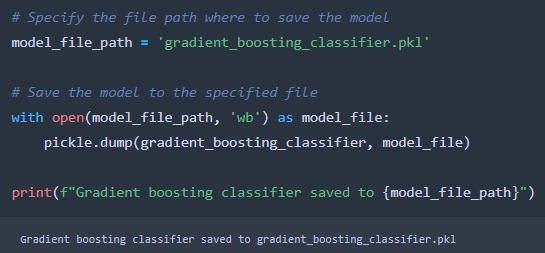 # Specify the file path where to save the model
model_file_path = 'gradient_boosting_classifier.pkl'
# Save the model to the specified file
with open(model_file_path, 'wb') as model_file:
    pickle.dump(gradient_boosting_classifier, model_file)
print(f"Gradient boosting classifier saved to {model_file_path}")
Gradient boosting classifier saved to gradient_boosting_classifier.pkl